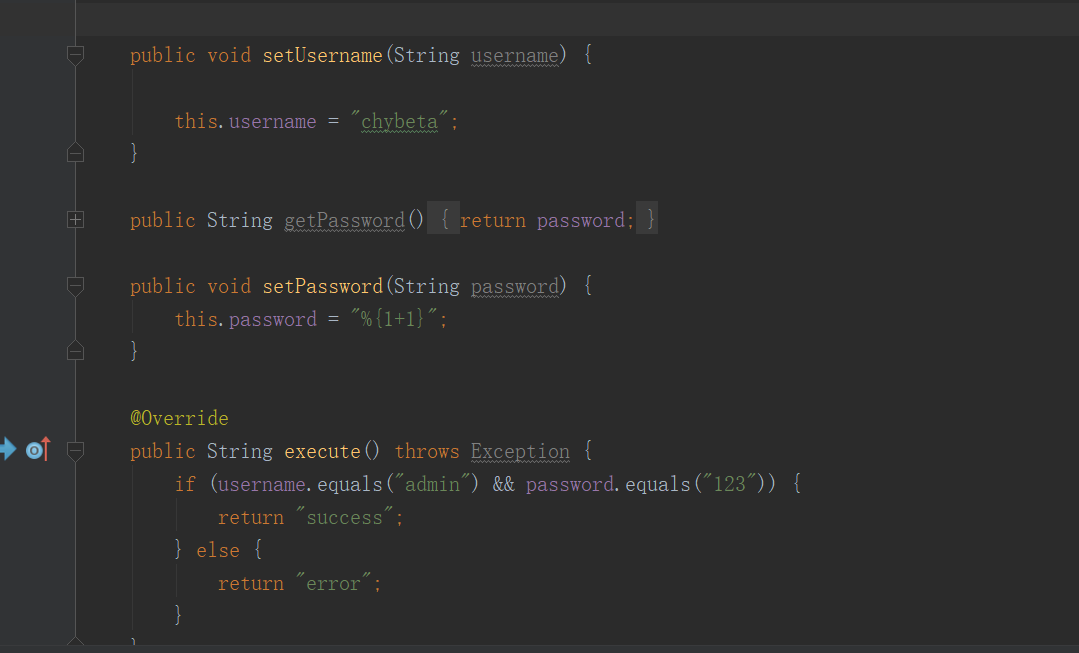 public void setUsername(String username) {
this.username = "chybeta";
}
public String getPassword() { return password; }
public void setPassword(String password) {
this.password = "%{1+1}";
}
@Override
public String execute() throws Exception {
if (username.equals("admin") && password.equals("123")) {
return "success";
} else {
return "error";
}
}